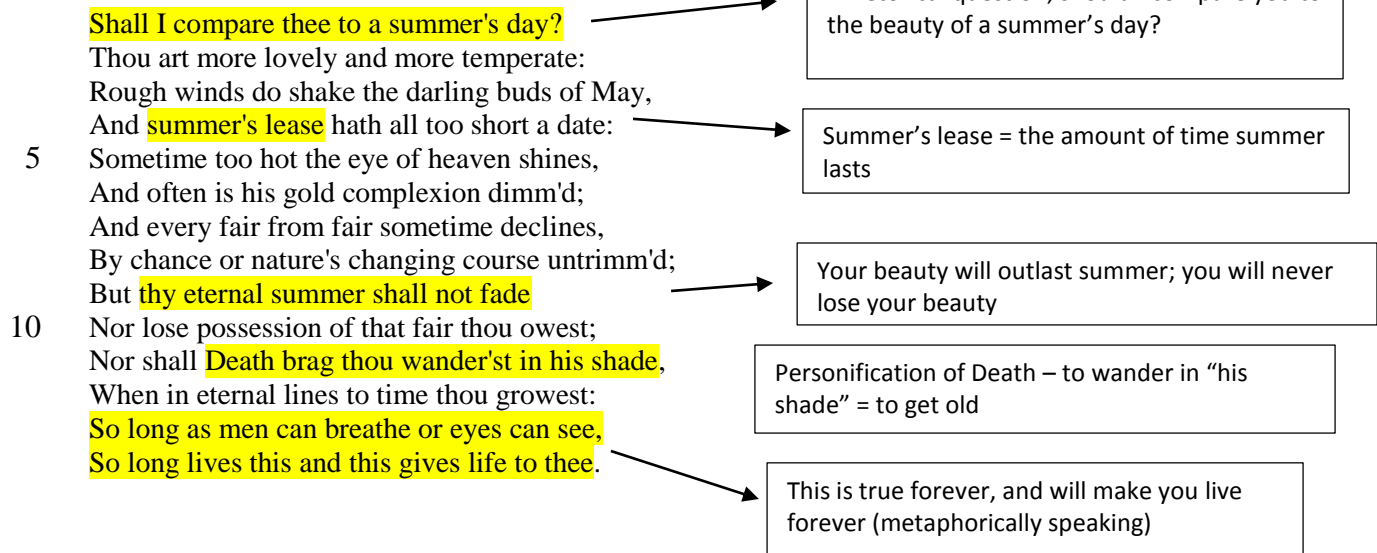 Shall I compare thee to a summer's day?
the beauty of a summer’s day?
Thou art more lovely and more temperate:
Rough winds do shake the darling buds of May,
And summer's lease hath all too short a date:
Summer’s lease = the amount of time summer
lasts
5 Sometime too hot the eye of heaven shines,
And often is his gold complexion dimm'd;
And every fair from fair sometime declines,
By chance or nature's changing course untrimm'd;
But thy eternal summer shall not fade
Your beauty will outlast summer; you will never
lose your beauty
10 Nor lose possession of that fair thou owest;
Nor shall Death brag thou wander'st in his shade,
Personification of Death – to wander in “his
shade” = to get old
When in eternal lines to time thou growest:
So long as men can breathe or eyes can see,
So long lives this and this gives life to thee.
This is true forever, and will make you live
forever (metaphorically speaking)